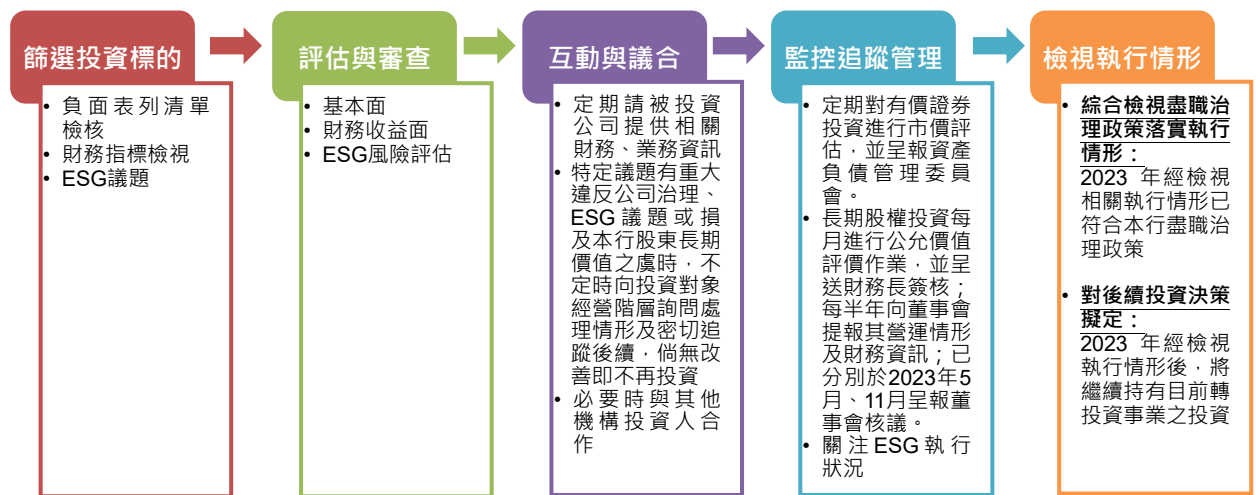 篩選投資標的
• 負面表列清單
檢核
• 財務指標檢視
• ESG議題
評估與審查
• 基本面
• 財務收益面
• ESG風險評估
互動與議合
• 定期請被投資
公司提供相關
財務、業務資訊
• 特定議題有重大
違反公司治理、
ESG議題或損
及本行股東長期
價值之虞時，不
定時向投資對象
經營階層詢問處
理情形及密切追
蹤後續，倘無改
善即不再投資
• 必要時與其他
機構投資人合
作
監控追蹤管理
• 定期對有價證券
投資進行市價評
估，並呈報資產
負債管理委員
會。
• 長期股權投資每
月進行公允價值
評價作業，並呈
送財務長簽核；
每半年向董事會
提報其營運情形
及財務資訊；已
分別於2023年5
月、11月呈報董
事會核議。
• 關注ESG執行
狀況
檢視執行情形
• 綜合檢視盡職治
理政策落實執行
情形：
2023 年經檢視
相關執行情形已
符合本行盡職治
理政策
• 對後續投資決策
擬定：
2023 年經檢視
執行情形後，將
繼續持有目前轉
投資事業之投資